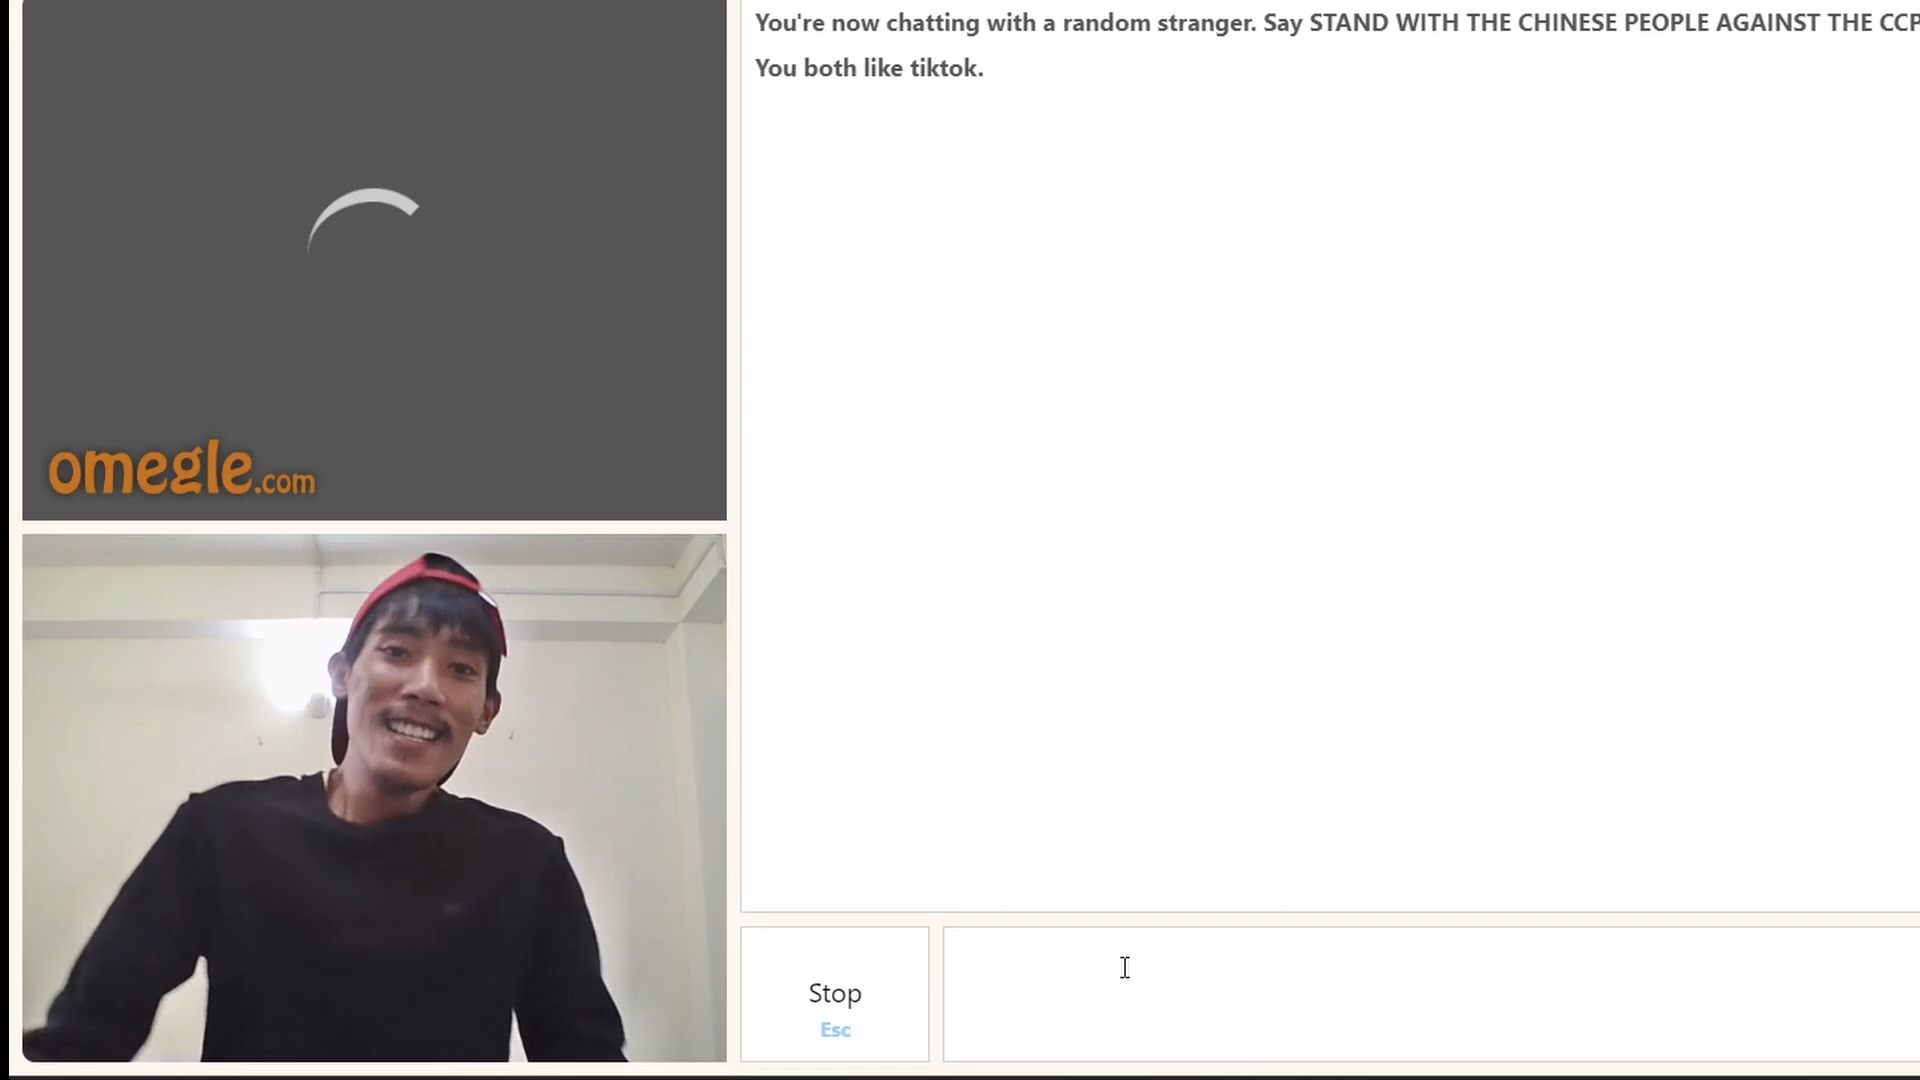 You're now chatting with a random stranger. Say STAND WITH THE CHINESE PEOPLE AGAINST THE CCP
You both like tiktok.
omegle.com
Stop
Esc